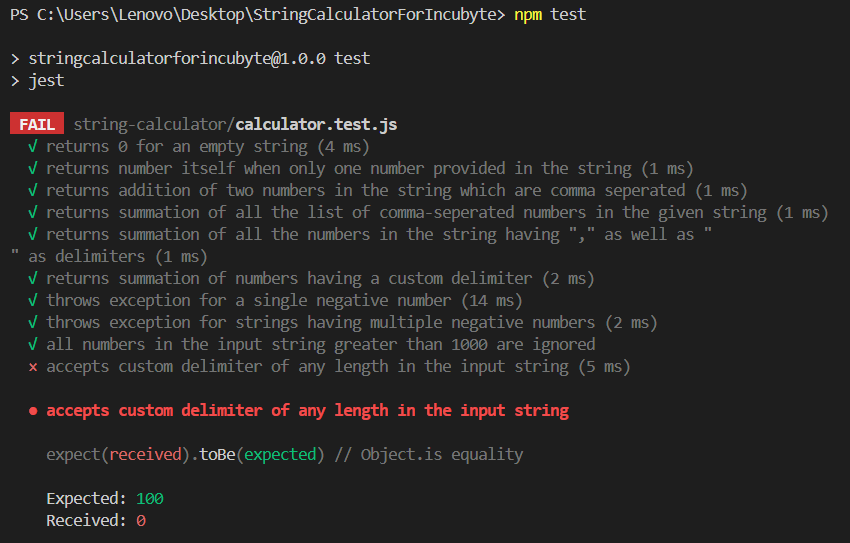 PS C:\Users\Lenovo\Desktop\StringCalculatorForIncubyte> npm test
> stringcalculatorforincubyte@1.0.0 test
> jest
FAIL string-calculator/calculator.test.js
√ returns 0 for an empty string (4 ms)
√ returns number itself when only one number provided in the string (1 ms)
√ returns addition of two numbers in the string which are comma seperated (1 ms)
√ returns summation of all the list of comma-seperated numbers in the given string (1 ms)
√ returns summation of all the numbers in the string having "," as well as "
" as delimiters (1 ms)
√ returns summation of numbers having a custom delimiter (2 ms)
√ throws exception for a single negative number (14 ms)
√ throws exception for strings having multiple negative numbers (2 ms)
√ all numbers in the input string greater than 1000 are ignored
× accepts custom delimiter of any length in the input string (5 ms)
● accepts custom delimiter of any length in the input string
expect(received).toBe(expected) // Object.is equality
Expected: 100
Received: 0